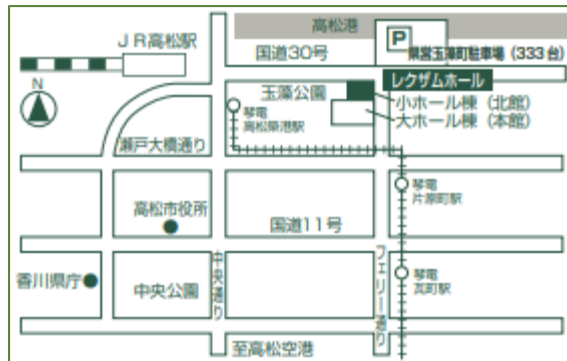 高松港
JR高松駅
国道30号
P
県営玉藻町駐車場(333台)
レクザムホール
N
玉藻公園
小ホール棟(北館)
大ホール棟(本館)
琴電
高松築港駅
瀬戸大橋通り
琴電
片原町駅
高松市役所
国道11号
中央通り
フェリー通り
琴電
瓦町駅
香川県庁
中央公園
至高松空港